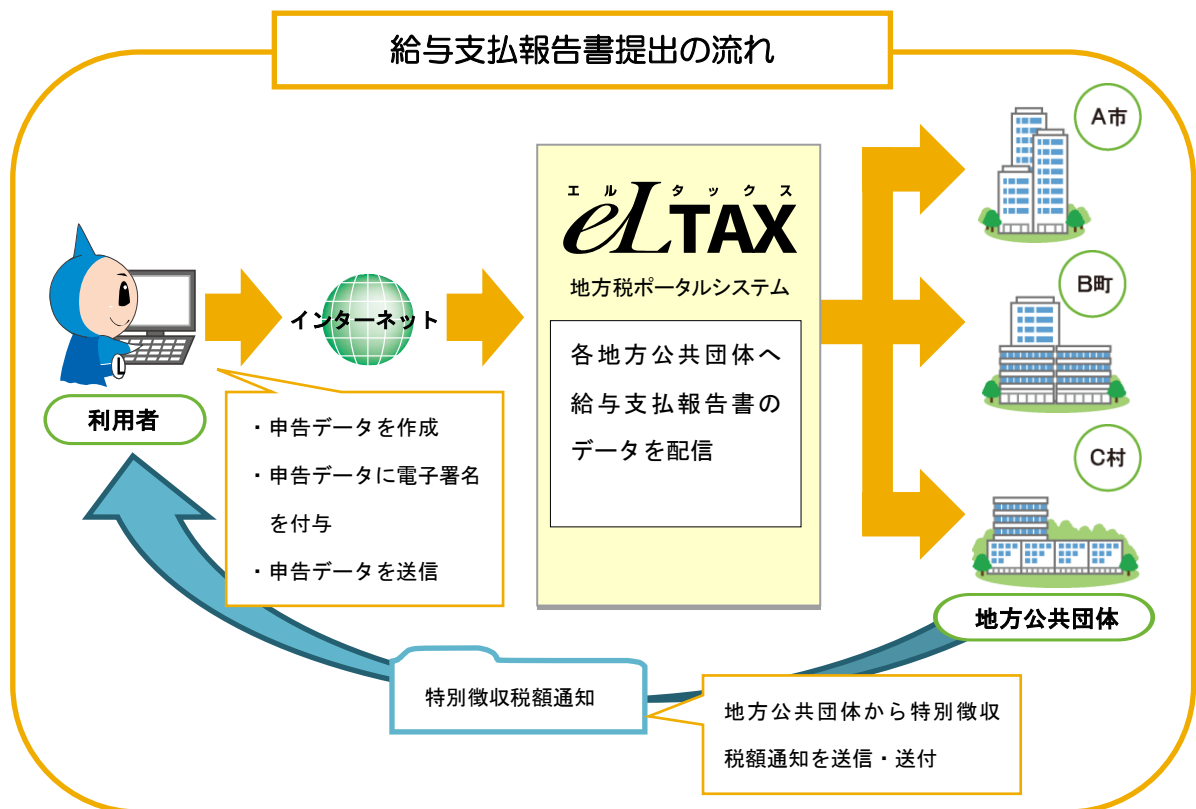 給与支払報告書提出の流れ
A市
エルタックス
eLTAX
地方税ポータルシステム
B町
インターネット
各地方公共団体へ
給与支払報告書の
データを配信
L
利用者
・申告データを作成
・申告データに電子署名
を付与
・申告データを送信
C村
地方公共団体
特別徴収税額通知
地方公共団体から特別徴収
税額通知を送信・送付